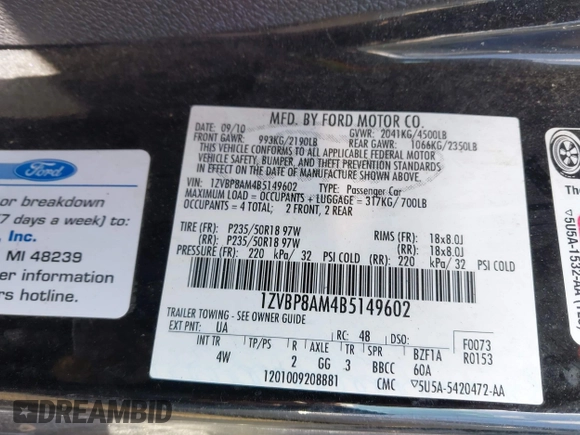 MFD. BY FORD MOTOR CO.
DATE: 09/10 GVWR: 2041KG/4500LB
FRONT GAWR: 993KG/2190LB REAR GAWR: 1066KG/2350LB
THIS VEHICLE CONFORMS TO ALL APPLICABLE FEDERAL MOTOR
VEHICLE SAFETY, BUMPER, AND THEFT PREVENTION STANDARDS
IN EFFECT ON THE DATE OF MANUFACTURE SHOWN ABOVE.
VIN: 1ZVBP8AM4B5149602 TYPE: Passenger Car
MAXIMUM LOAD = OCCUPANTS + LUGGAGE = 317KG/700LB
OCCUPANTS = 4 TOTAL: 2 FRONT, 2 REAR
TIRE (FR): P235/50R18 97W RIMS (FR): 18x8.0J
(RR): P235/50R18 97W (RR): 18x8.0J
PRESSURE (FR): 220 kPa/ 32 PSI COLD (RR): 220 kPa/ 32 PSI COLD
1ZVBP8AM4B5149602
TRAILER TOWING - SEE OWNER GUIDE
EXT PNT: UA RC: 48 DSO: F0073
INT TR TP/PS R AXLE TR SPR BZF1A R0153
4W 2 GG 3 BBCC 60A
1201009208881 CMC 5U5A-5420472-AA
Ford
or breakdown
7 days a week) to:
, Inc.
MI 48239
rs hotline.